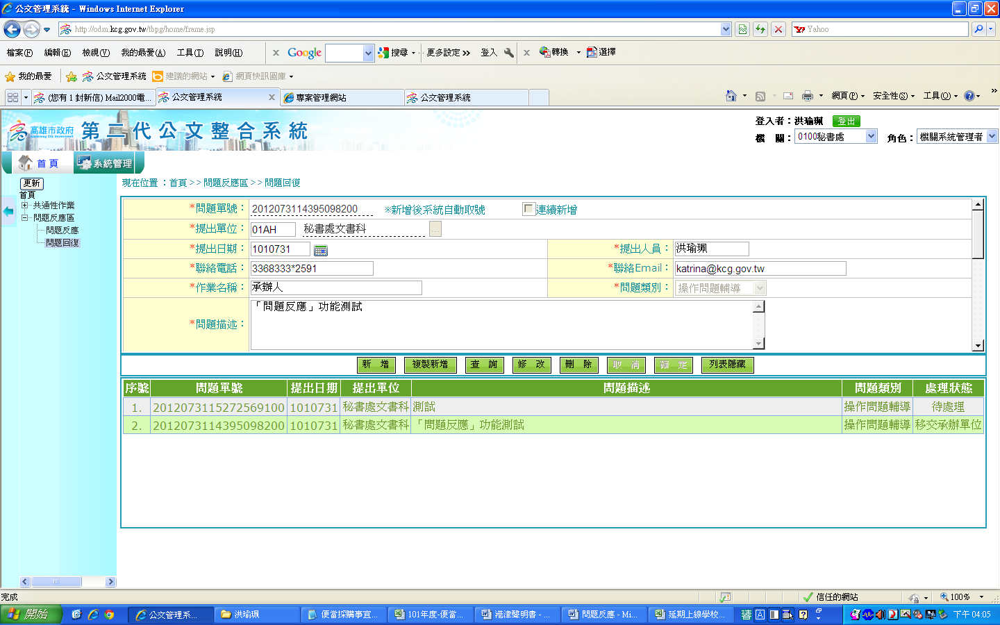 公文管理系統 - Windows Internet Explorer
http://odm.kcg.gov.tw/tbpg/home/frame.jsp
Yahoo
檔案(F) 編輯(E) 檢視(V) 我的最愛(A) 工具(T) 說明(H)
Google 搜尋 更多設定 >> 登入 轉換 選擇
我的最愛 公文管理系統 建議的網站 網頁快訊圖庫
(您有 1 封新信) Mail2000電... 公文管理系統 專案管理網站 公文管理系統
網頁(P) 安全性(S) 工具(O)
高雄市政府 第二代公文整合系統
登入者：洪瑜珮 登出
機 關：0100秘書處 角色：機關系統管理者
首頁 系統管理
現在位置 ：首頁>>問題反應區>>問題回復
更新
首頁
共通性作業
問題反應區
問題反應
問題回復
*問題單號： 2012073114395098200 ※新增後系統自動取號 連續新增
*提出單位： 01AH 秘書處文書科 ...
*提出日期： 1010731 *提出人員： 洪瑜珮
*聯絡電話： 3368333*2591 *聯絡Email： katrina@kcg.gov.tw
*作業名稱： 承辦人 *問題類別： 操作問題輔導
*問題描述： 「問題反應」功能測試
新 增 複製新增 查 詢 修 改 刪 除 取 消 確 定 列表隱藏
序號 問題單號 提出日期 提出單位 問題描述 問題類別 處理狀態
1. 2012073115272569100 1010731 秘書處文書科 測試 操作問題輔導 待處理
2. 2012073114395098200 1010731 秘書處文書科 「問題反應」功能測試 操作問題輔導 移交承辦單位
完成 信任的網站 100%
開始 公文管理系... 洪瑜珮 便當採購事宜... 101年度-便當... 港津聲明書 - ... 問題反應 - Mi... 延期上線學校... 下午 04:05